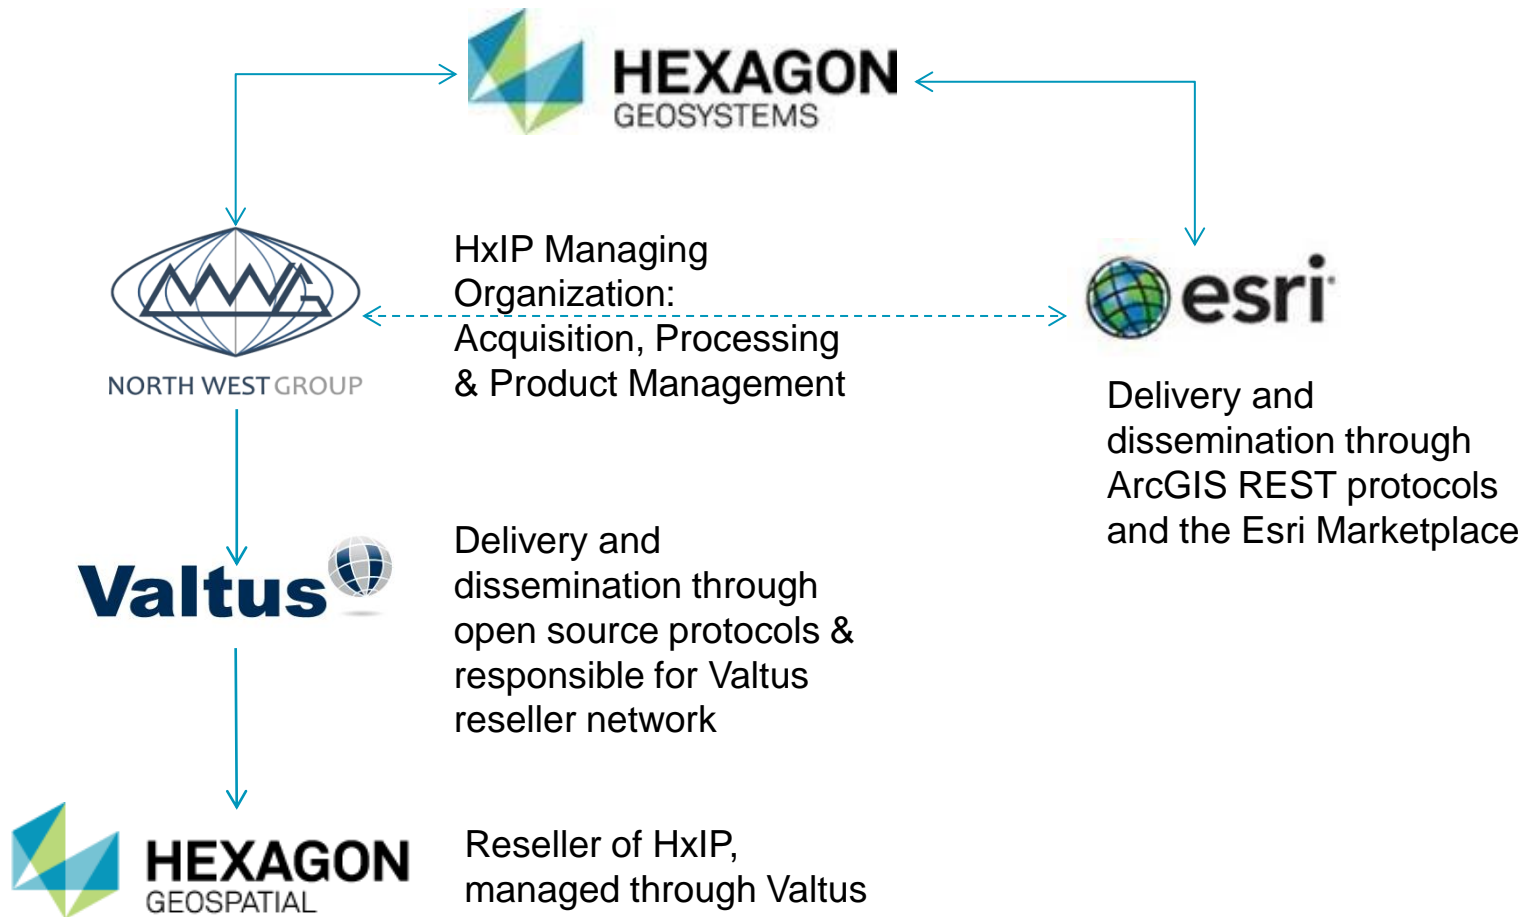 HEXAGON
GEOSYSTEMS
NWG
NORTH WEST GROUP
HxIP Managing
Organization:
Acquisition, Processing
& Product Management
esri
Delivery and
dissemination through
ArcGIS REST protocols
and the Esri Marketplace
Valtus
Delivery and
dissemination through
open source protocols &
responsible for Valtus
reseller network
HEXAGON
GEOSPATIAL
Reseller of HxIP,
managed through Valtus